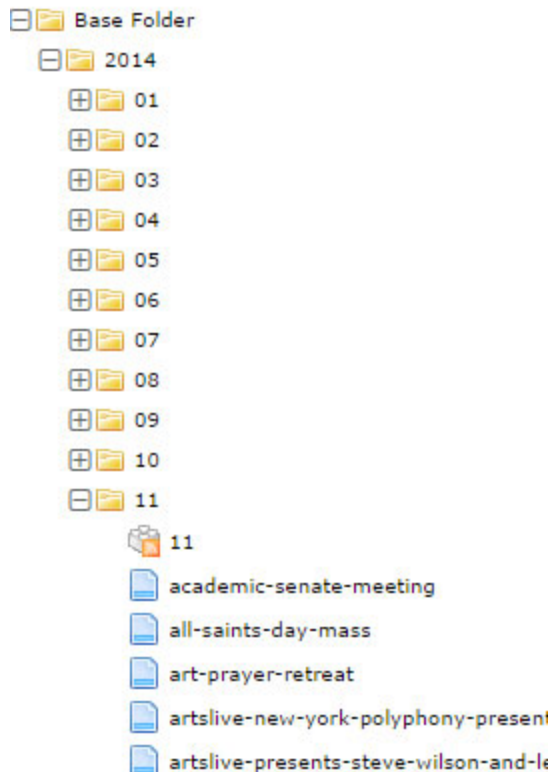 Base Folder
2014
01
02
03
04
05
06
07
08
09
10
11
11
academic-senate-meeting
all-saints-day-mass
art-prayer-retreat
artslive-new-york-polyphony-present
artslive-presents-steve-wilson-and-le